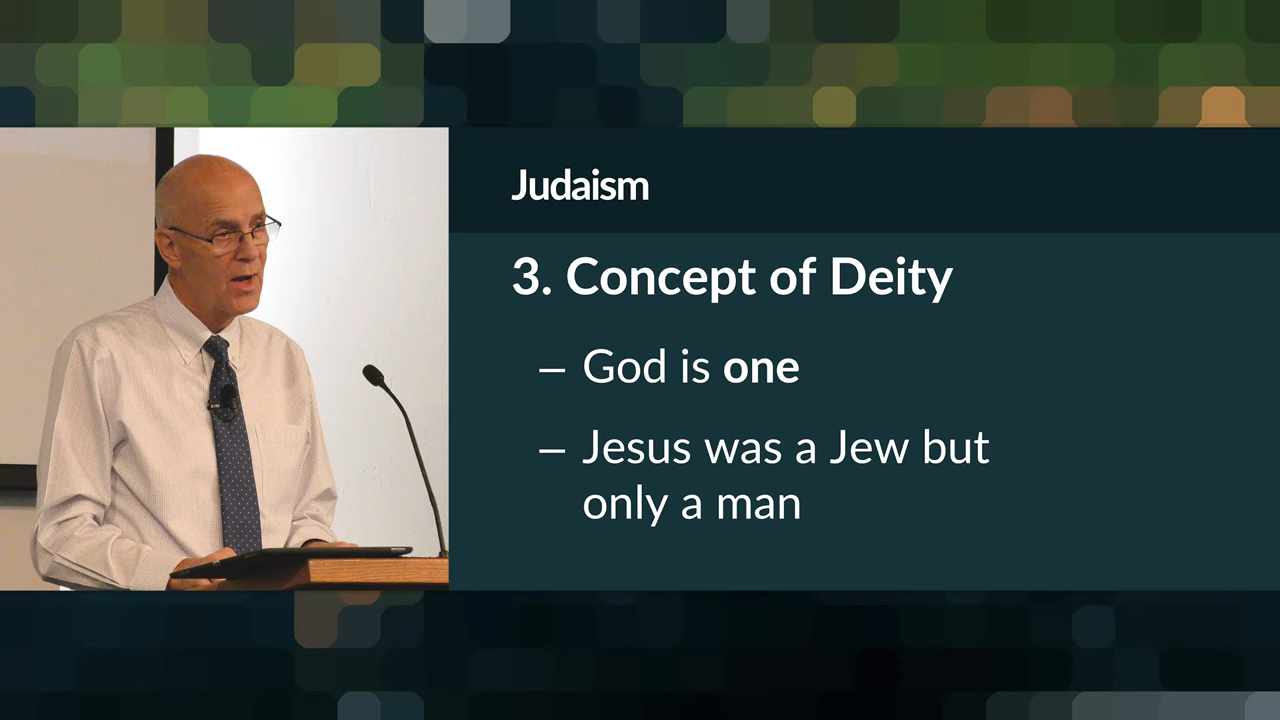 Judaism
3. Concept of Deity
– God is one
– Jesus was a Jew but
only a man